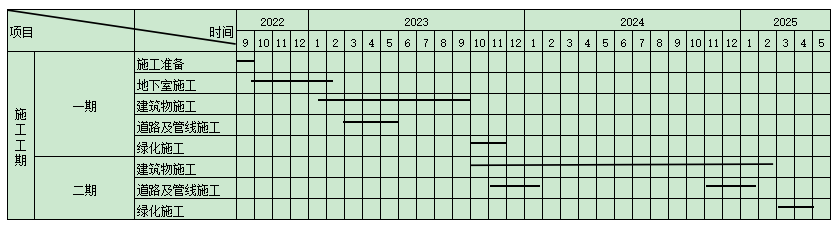 项目 时间 2022 2023 2024 2025
9 10 11 12 1 2 3 4 5 6 7 8 9 10 11 12 1 2 3 4 5 6 7 8 9 10 11 12 1 2 3 4 5
施工工期
一期
施工准备
地下室施工
建筑物施工
道路及管线施工
绿化施工
二期
建筑物施工
道路及管线施工
绿化施工